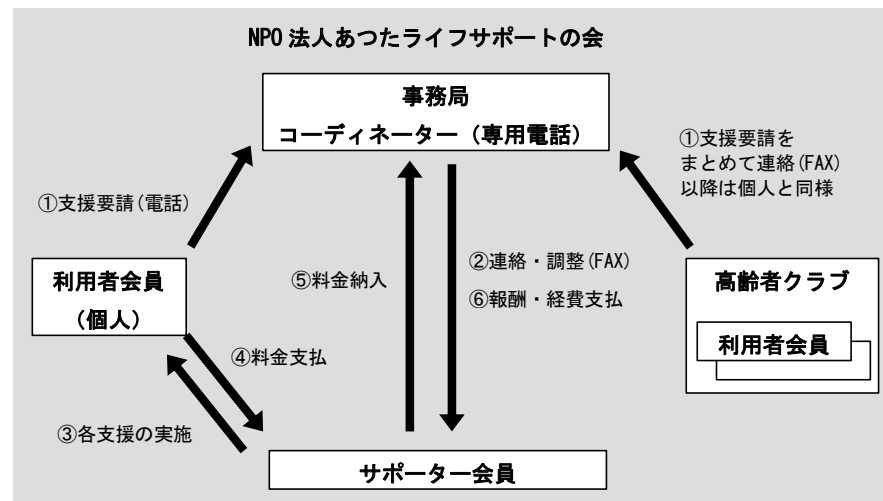 NPO法人あつたライフサポートの会
事務局
コーディネーター（専用電話）
①支援要請を
まとめて連絡(FAX)
以降は個人と同様
①支援要請(電話)
利用者会員
（個人）
⑤料金納入
②連絡・調整(FAX)
⑥報酬・経費支払
高齢者クラブ
利用者会員
④料金支払
③各支援の実施
サポーター会員